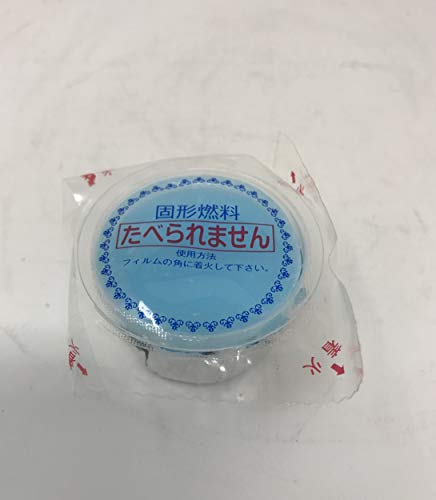 固形燃料
たべられません
使用方法
フィルムの角に着火して下さい。
着火